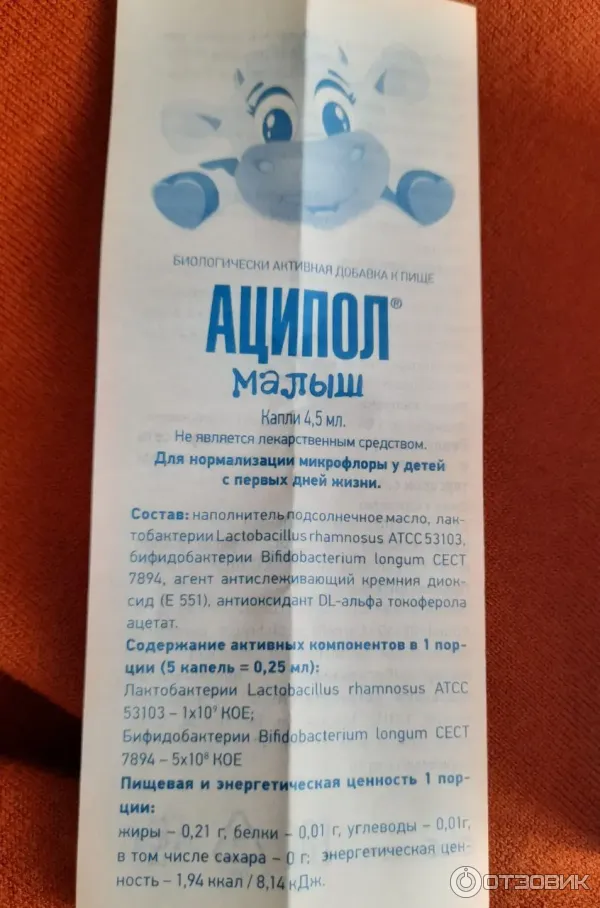 БИОЛОГИЧЕСКИ АКТИВНАЯ ДОБАВКА К ПИЩЕ
АЦИПОЛ®
малыш
Капли 4,5 мл.
Не является лекарственным средством.
Для нормализации микрофлоры у детей
с первых дней жизни.
Состав: наполнитель подсолнечное масло, лак-
тобактерии Lactobacillus rhamnosus ATCC 53103,
бифидобактерии Bifidobacterium longum CECT
7894, агент антислеживающий кремния диок-
сид (Е 551), антиоксидант DL-альфа токоферола
ацетат.
Содержание активных компонентов в 1 пор-
ции (5 капель = 0,25 мл):
Лактобактерии Lactobacillus rhamnosus ATCC
53103 – 1х10⁹ КОЕ;
Бифидобактерии Bifidobacterium longum CECT
7894 – 5х10⁸ КОЕ
Пищевая и энергетическая ценность 1 пор-
ции:
жиры – 0,21 г, белки – 0,01 г, углеводы – 0,01г,
в том числе сахара – 0 г; энергетическая цен-
ность – 1,94 ккал / 8,14 кДж.
ОТЗОВИК